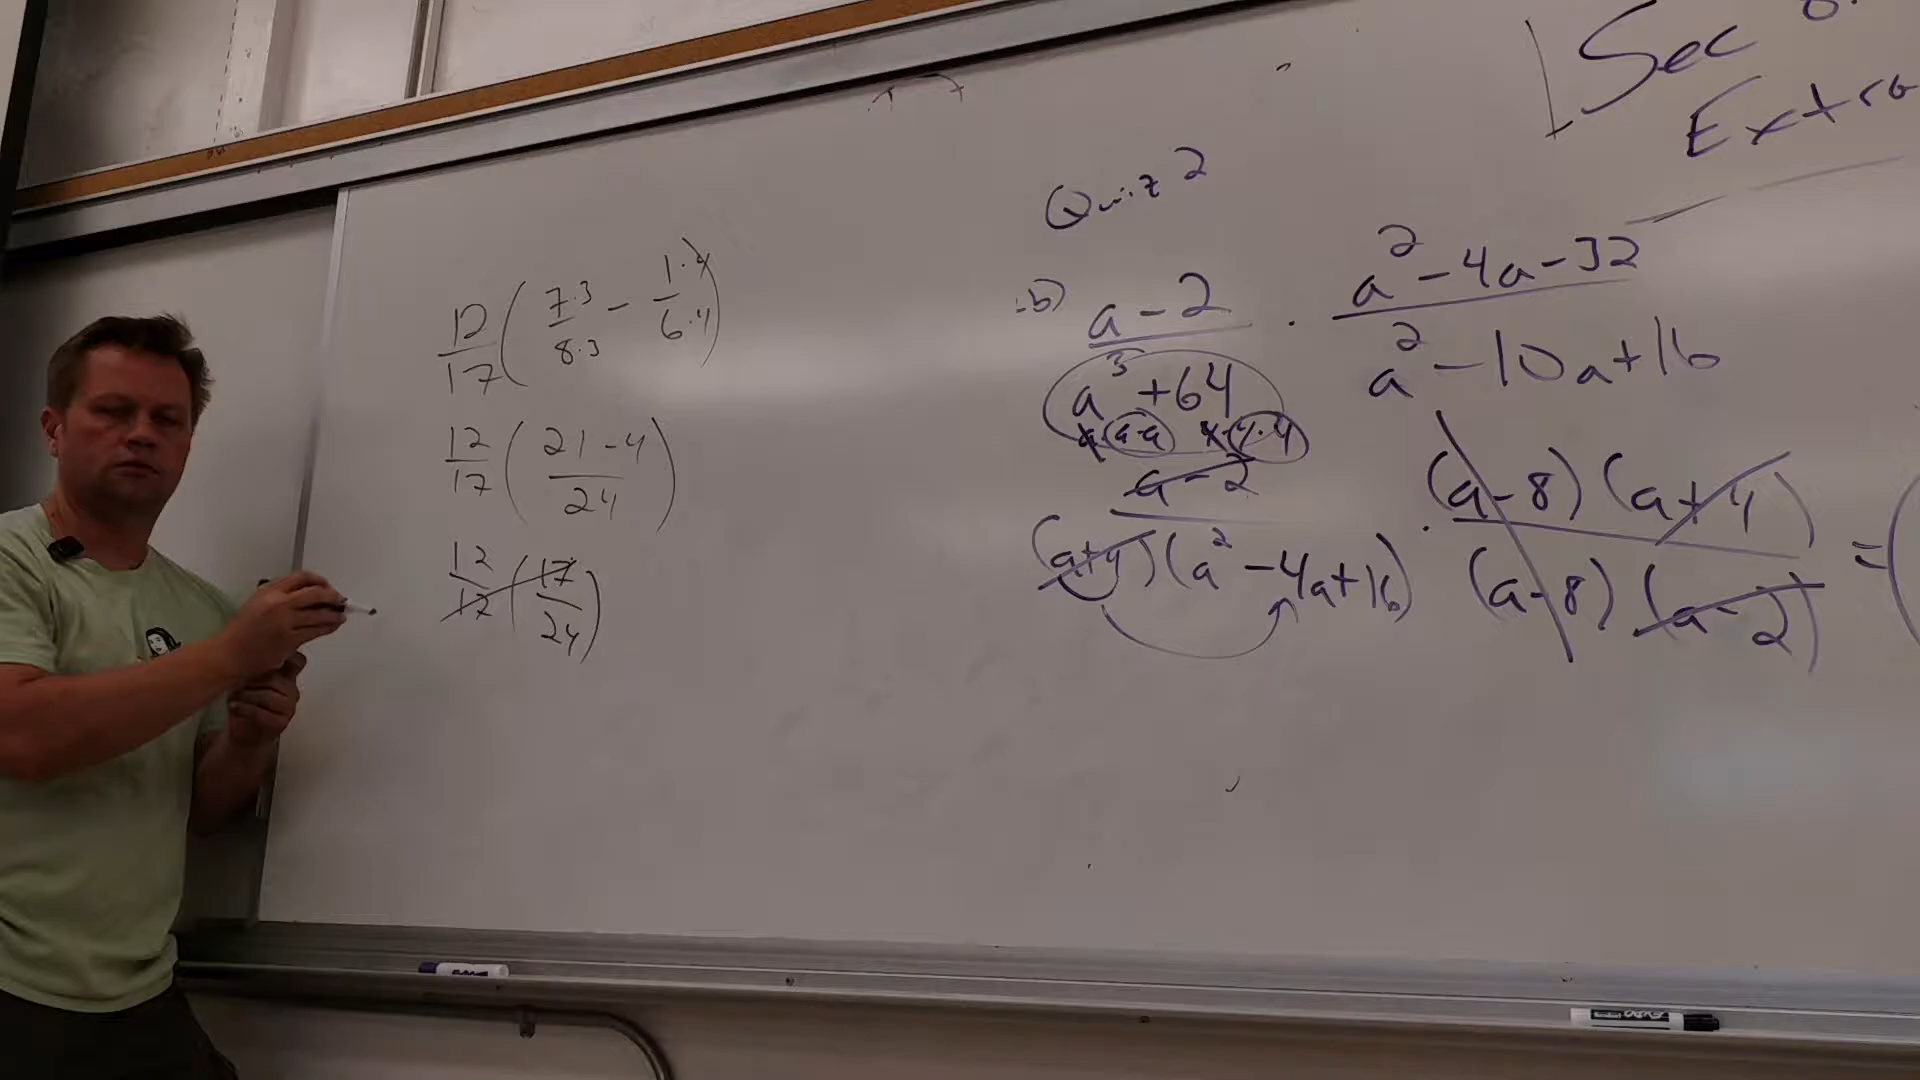 Sec
Extra
Quiz 2
12/17 ( 7·3/8·3 - 1·4/6·4 )
12/17 ( 21-4/24 )
12/17 ( 17/24 )
b) a-2/a³+64 · a²-4a-32/a²-10a+16
a·a·a 4·4·4
a-2/(a+4)(a²-4a+16) · (a-8)(a+4)/(a-8)(a-2) = (